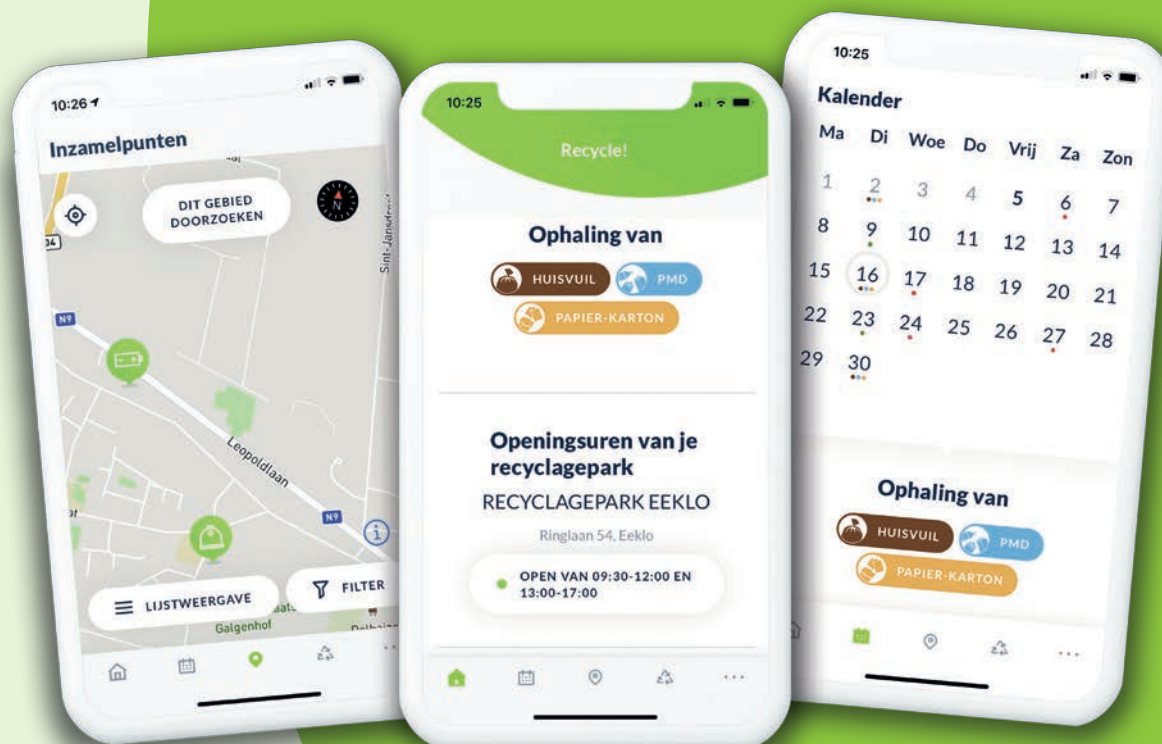 10:26
Inzamelpunten
DIT GEBIED
DOORZOEKEN
N
Sint-Jansdreef
N9
Leopoldlaan
N9
LIJSTWEERGAVE
FILTER
Galgenhof
10:25
Recycle!
Ophaling van
HUISVUIL
PMD
PAPIER-KARTON
Openingsuren van je
recyclagepark
RECYCLAGEPARK EEKLO
Ringlaan 54, Eeklo
OPEN VAN 09:30-12:00 EN
13:00-17:00
10:25
Kalender
Ma Di Woe Do Vrij Za Zon
1 2 3 4 5 6 7
8 9 10 11 12 13 14
15 16 17 18 19 20 21
22 23 24 25 26 27 28
29 30
Ophaling van
HUISVUIL
PMD
PAPIER-KARTON